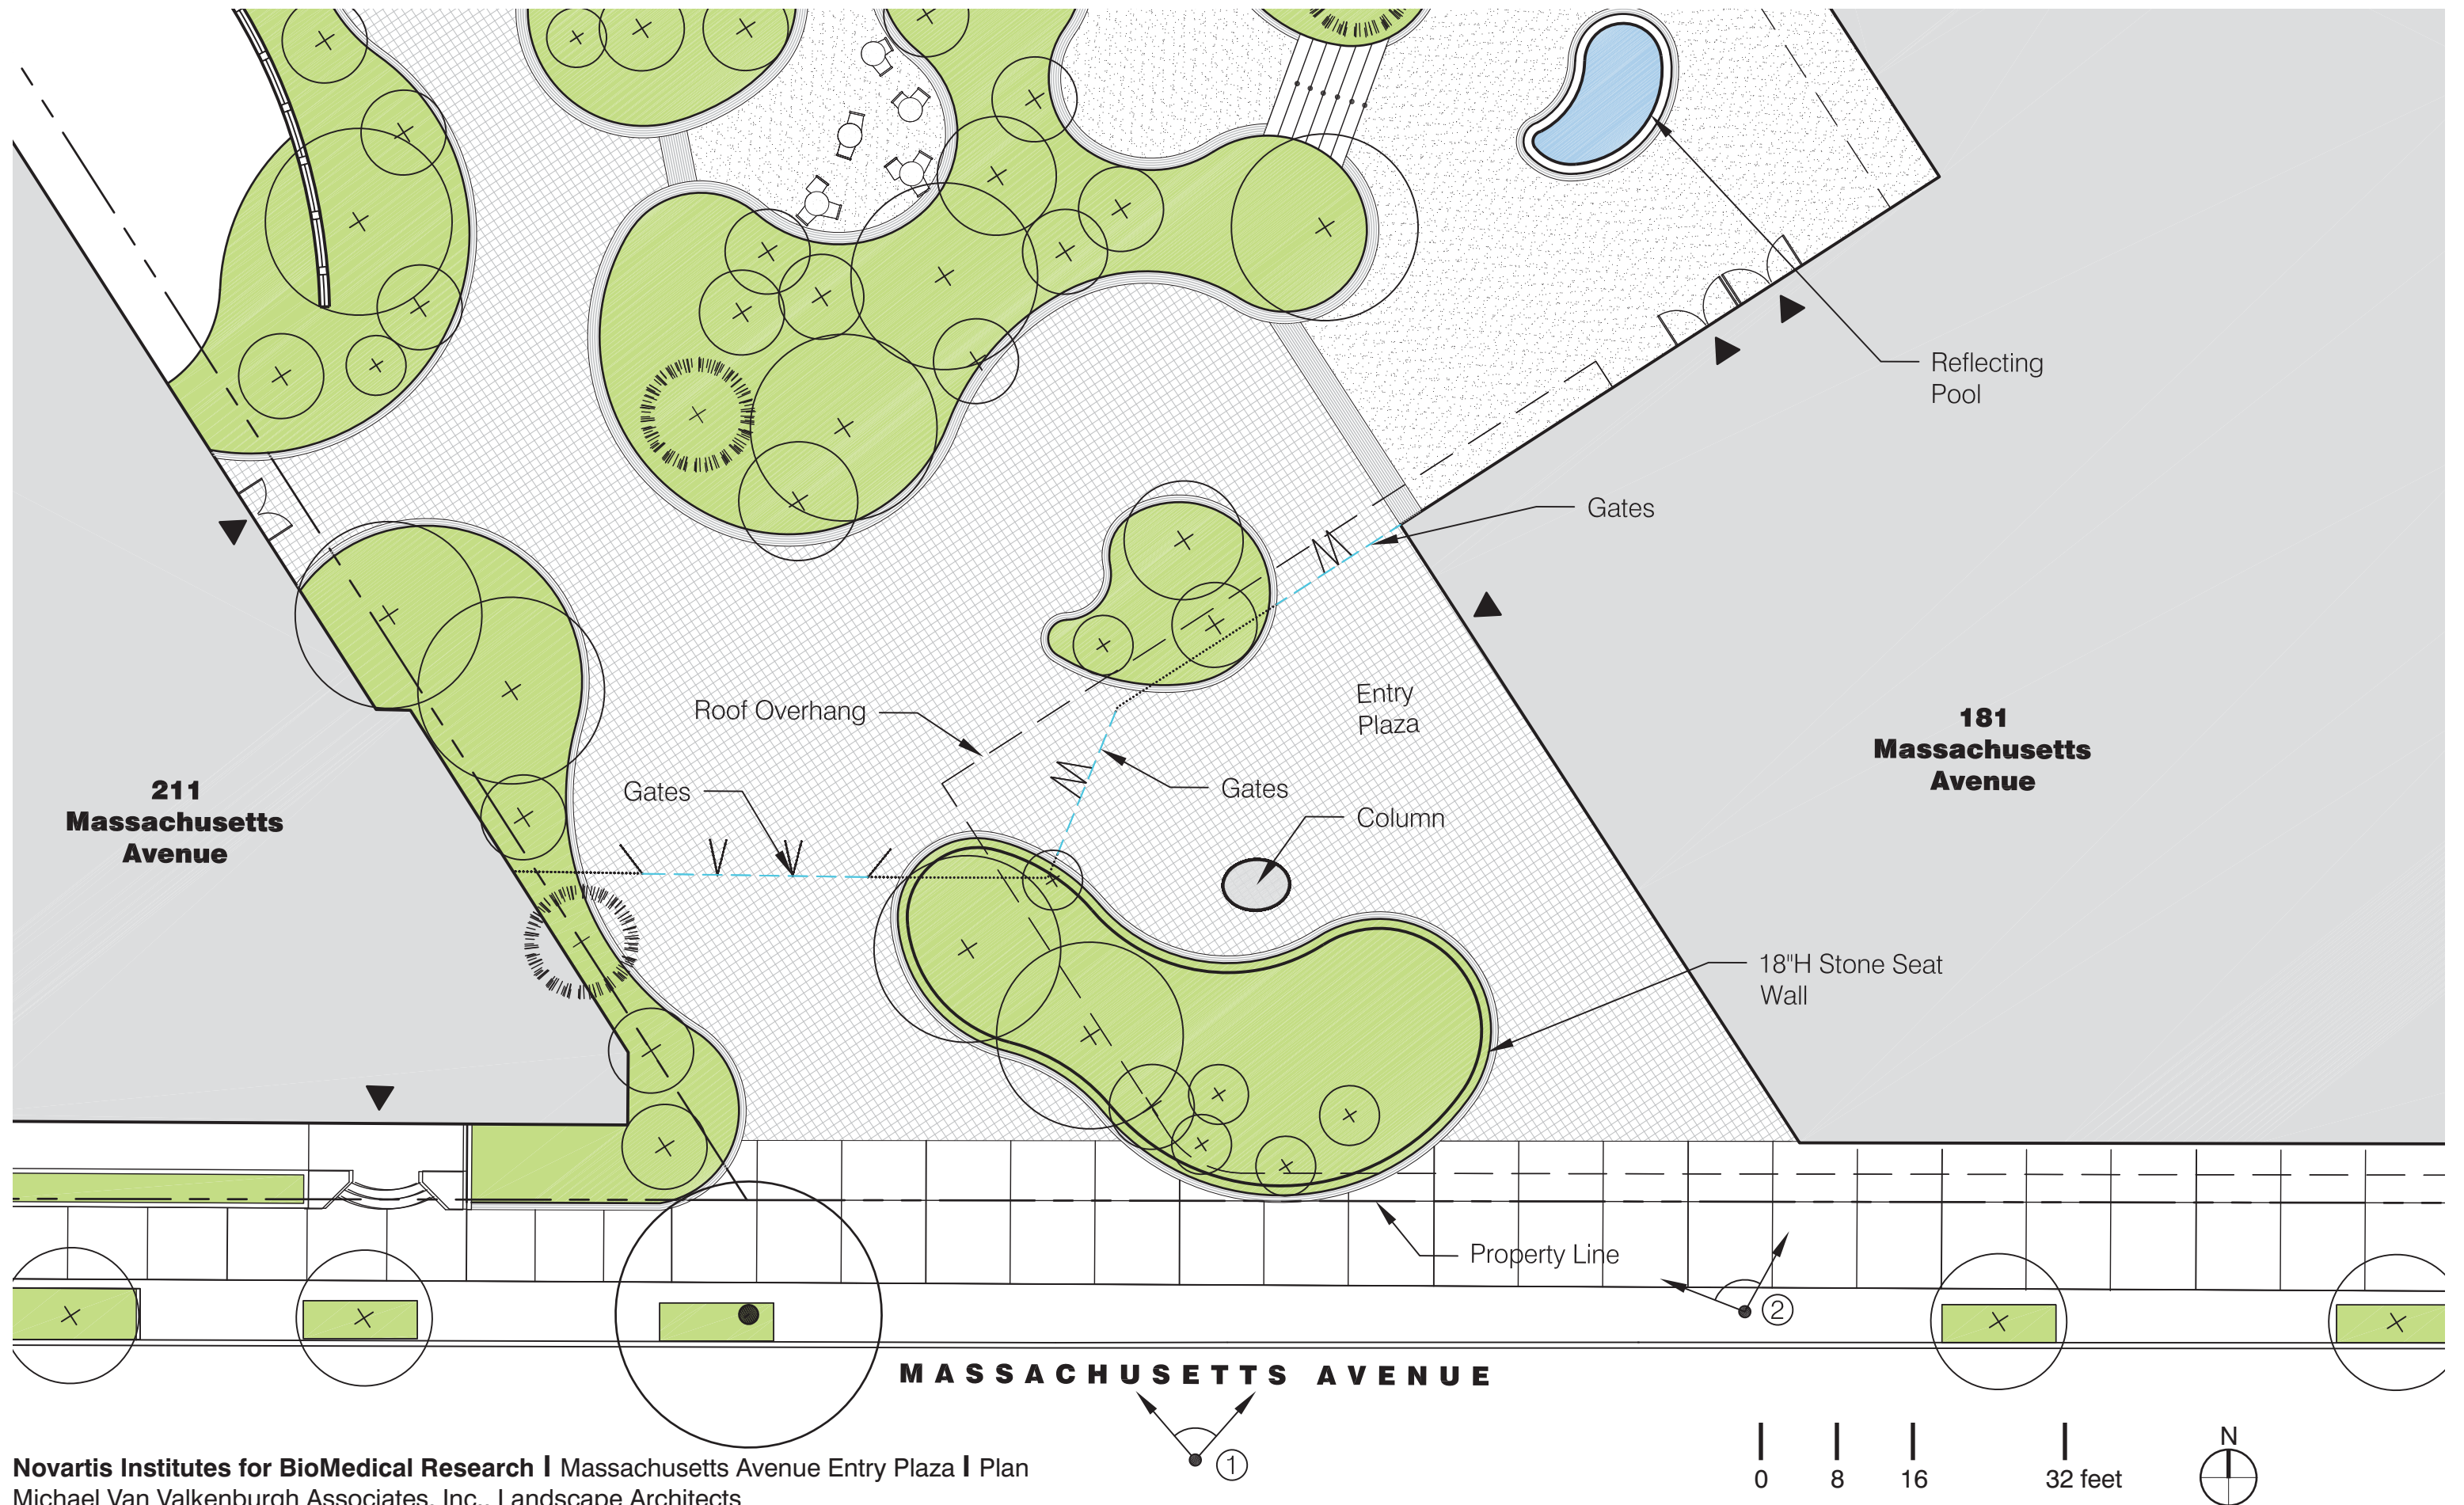 Reflecting
Pool
Gates
Entry
Plaza
Roof Overhang
181
Massachusetts
Avenue
211
Massachusetts
Avenue
Gates
Gates
Column
18"H Stone Seat
Wall
Property Line
2
MASSACHUSETTS AVENUE
1
0 8 16 32 feet
N
Novartis Institutes for BioMedical Research | Massachusetts Avenue Entry Plaza | Plan
Michael Van Valkenburgh Associates, Inc., Landscape Architects